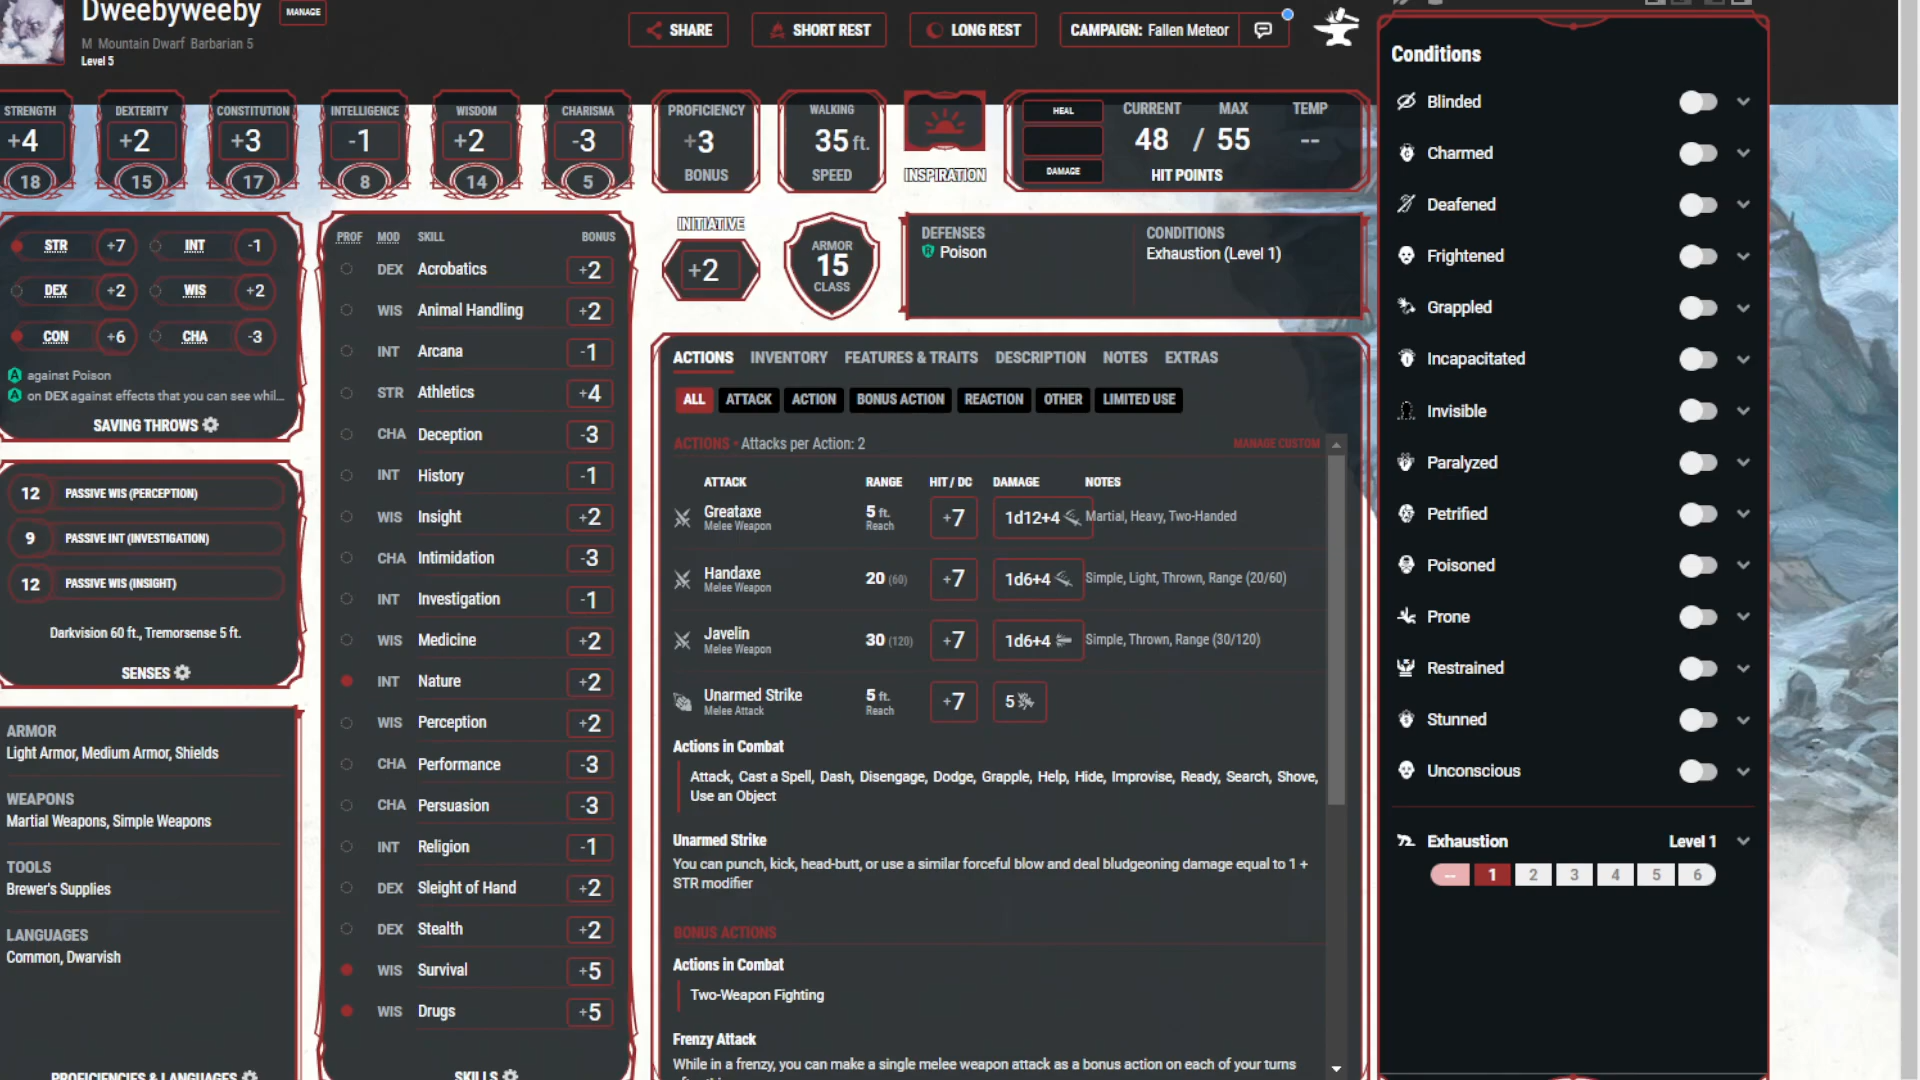 Dweebyweeby
MANAGE
M Mountain Dwarf Barbarian 5
Level 5
SHARE
SHORT REST
LONG REST
CAMPAIGN: Fallen Meteor
STRENGTH
+4
18
DEXTERITY
+2
15
CONSTITUTION
+3
17
INTELLIGENCE
-1
8
WISDOM
+2
14
CHARISMA
-3
5
PROFICIENCY
+3
BONUS
WALKING
35 ft.
SPEED
INSPIRATION
HEAL
DAMAGE
CURRENT MAX TEMP
48 / 55 --
HIT POINTS
STR +7 INT -1
DEX +2 WIS +2
CON +6 CHA -3
against Poison
on DEX against effects that you can see whil...
SAVING THROWS
12 PASSIVE WIS (PERCEPTION)
9 PASSIVE INT (INVESTIGATION)
12 PASSIVE WIS (INSIGHT)
Darkvision 60 ft., Tremorsense 5 ft.
SENSES
ARMOR
Light Armor, Medium Armor, Shields
WEAPONS
Martial Weapons, Simple Weapons
TOOLS
Brewer's Supplies
LANGUAGES
Common, Dwarvish
PROFICIENCIES & LANGUAGES
PROF MOD SKILL BONUS
DEX Acrobatics +2
WIS Animal Handling +2
INT Arcana -1
STR Athletics +4
CHA Deception -3
INT History -1
WIS Insight +2
CHA Intimidation -3
INT Investigation -1
WIS Medicine +2
INT Nature +2
WIS Perception +2
CHA Performance -3
CHA Persuasion -3
INT Religion -1
DEX Sleight of Hand +2
DEX Stealth +2
WIS Survival +5
WIS Drugs +5
SKILLS
INITIATIVE
+2
ARMOR
15
CLASS
DEFENSES
Poison
CONDITIONS
Exhaustion (Level 1)
ACTIONS INVENTORY FEATURES & TRAITS DESCRIPTION NOTES EXTRAS
ALL ATTACK ACTION BONUS ACTION REACTION OTHER LIMITED USE
ACTIONS • Attacks per Action: 2 MANAGE CUSTOM
ATTACK RANGE HIT / DC DAMAGE NOTES
Greataxe 5 ft. +7 1d12+4 Martial, Heavy, Two-Handed
Melee Weapon Reach
Handaxe 20 (60) +7 1d6+4 Simple, Light, Thrown, Range (20/60)
Melee Weapon
Javelin 30 (120) +7 1d6+4 Simple, Thrown, Range (30/120)
Melee Weapon
Unarmed Strike 5 ft. +7 5
Melee Attack Reach
Actions in Combat
Attack, Cast a Spell, Dash, Disengage, Dodge, Grapple, Help, Hide, Improvise, Ready, Search, Shove,
Use an Object
Unarmed Strike
You can punch, kick, head-butt, or use a similar forceful blow and deal bludgeoning damage equal to 1 +
STR modifier
BONUS ACTIONS
Actions in Combat
Two-Weapon Fighting
Frenzy Attack
While in a frenzy, you can make a single melee weapon attack as a bonus action on each of your turns
Conditions
Blinded
Charmed
Deafened
Frightened
Grappled
Incapacitated
Invisible
Paralyzed
Petrified
Poisoned
Prone
Restrained
Stunned
Unconscious
Exhaustion Level 1
-- 1 2 3 4 5 6